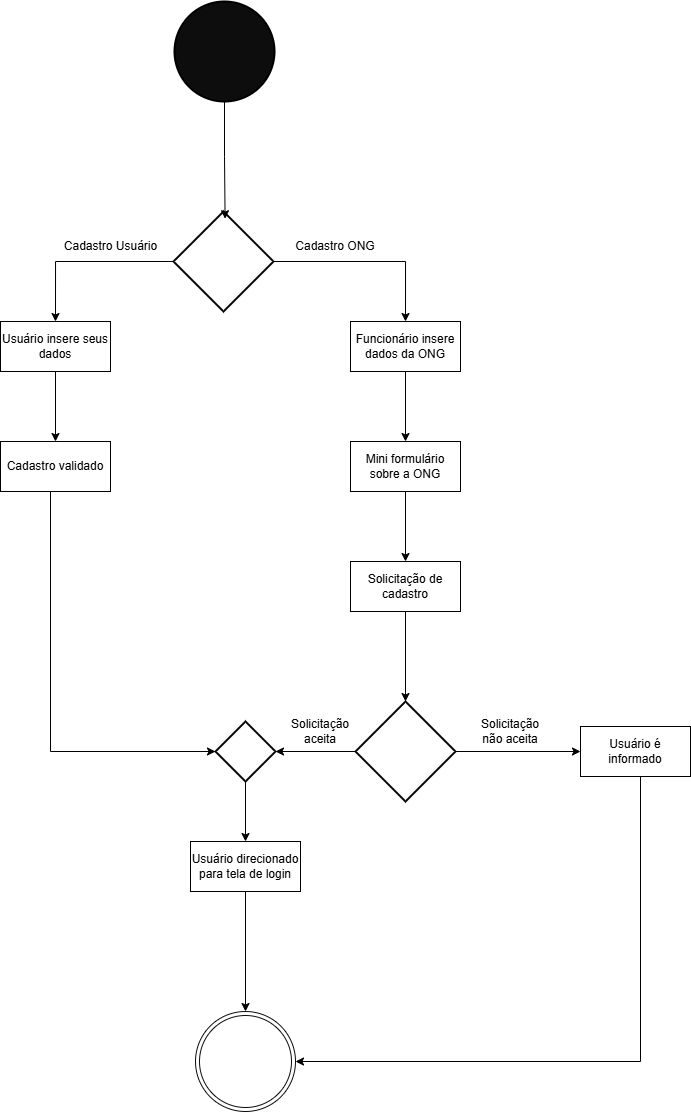 Cadastro Usuário
Cadastro ONG
Usuário insere seus
dados
Funcionário insere
dados da ONG
Cadastro validado
Mini formulário
sobre a ONG
Solicitação de
cadastro
Solicitação
aceita
Solicitação
não aceita
Usuário é
informado
Usuário direcionado
para tela de login